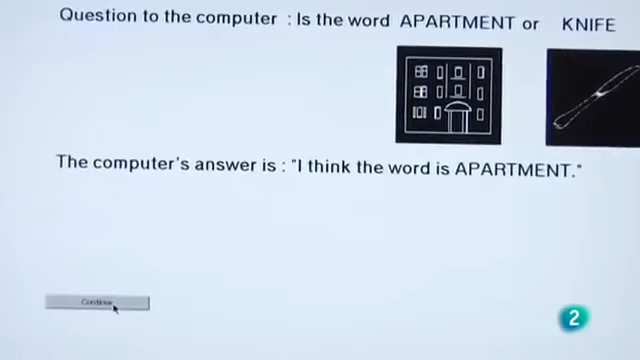 Question to the computer : Is the word APARTMENT or KNIFE
The computer's answer is : "I think the word is APARTMENT."
Continue
2